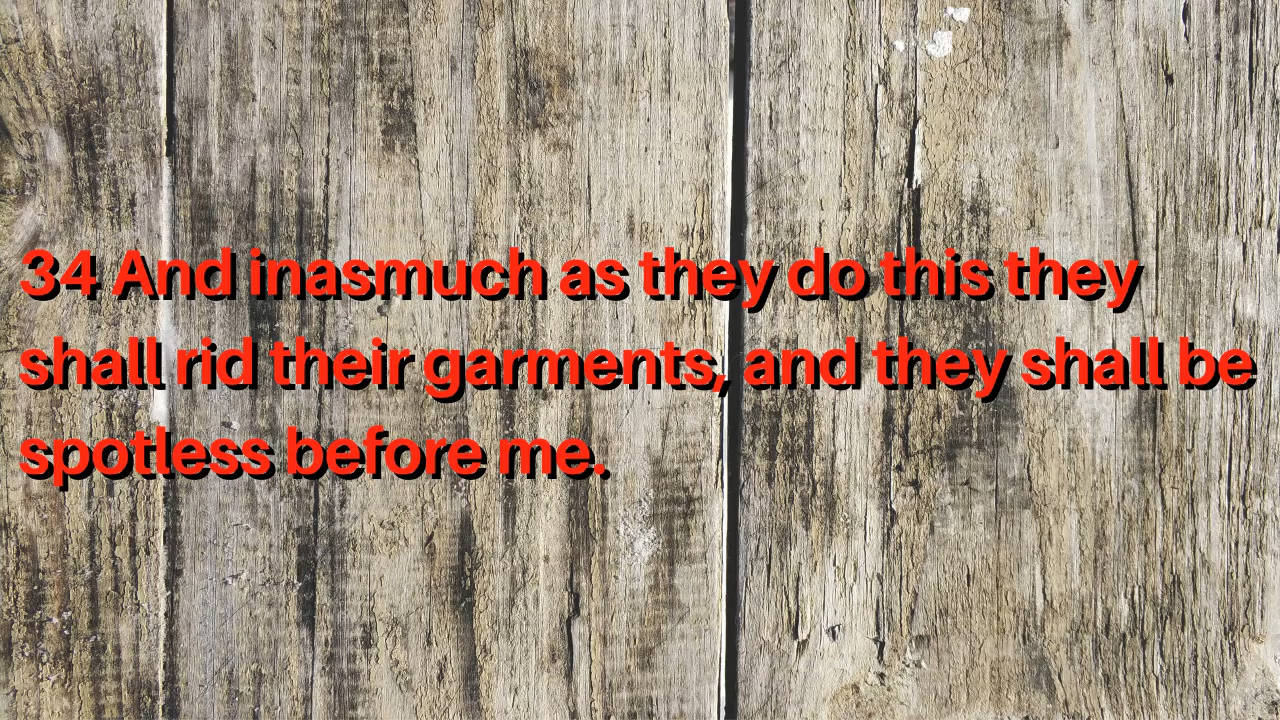 34 And inasmuch as they do this they
shall rid their garments, and they shall be
spotless before me.